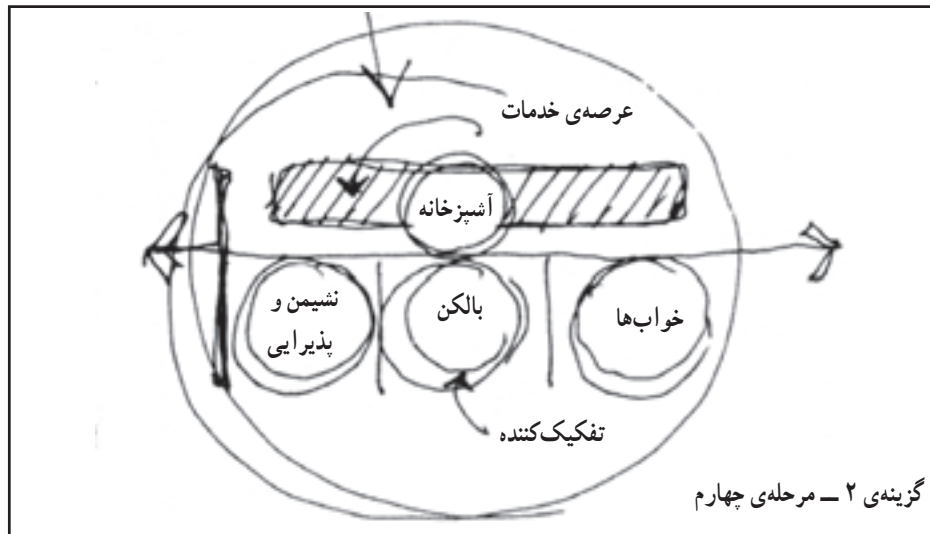 عرصه‌ی خدمات
آشپزخانه
خواب‌ها
بالکن
نشیمن و
پذیرایی
تفکیک‌کننده
گزینه‌ی ۲ ــ مرحله‌ی چهارم